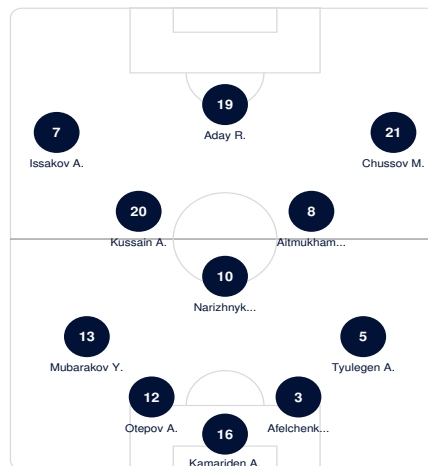 19
Aday R.
7
Issakov A.
21
Chussov M.
20
Kussain A.
8
Aitmukham...
10
Narizhnyk...
13
Mubarakov Y.
5
Tyulegen A.
12
Otepov A.
3
Afelchenk...
16
Kamariden A.